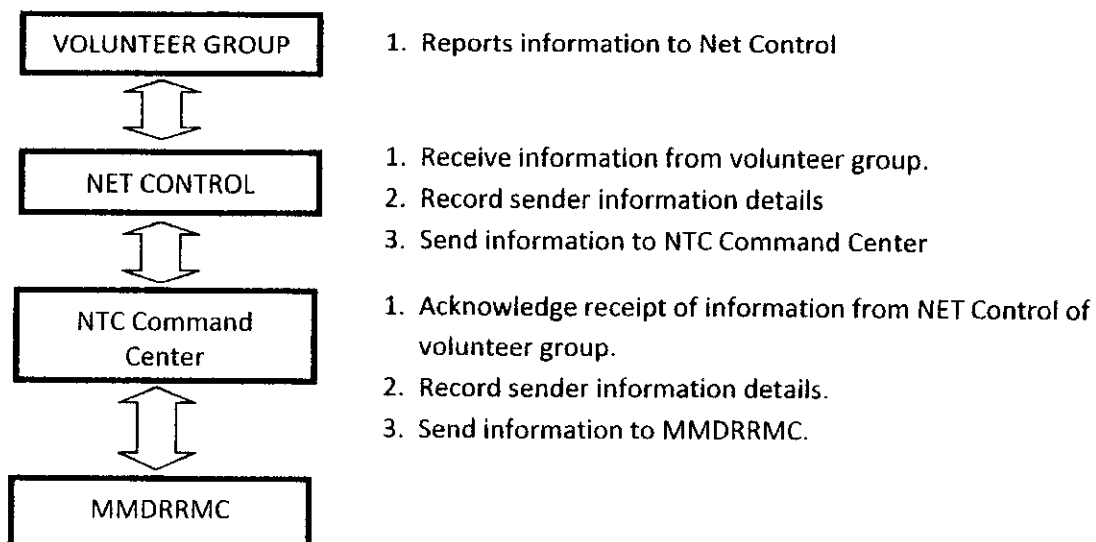 VOLUNTEER GROUP
1. Reports information to Net Control
NET CONTROL
1. Receive information from volunteer group.
2. Record sender information details
3. Send information to NTC Command Center
NTC Command
Center
1. Acknowledge receipt of information from NET Control of
volunteer group.
2. Record sender information details.
3. Send information to MMDRRMC.
MMDRRMC